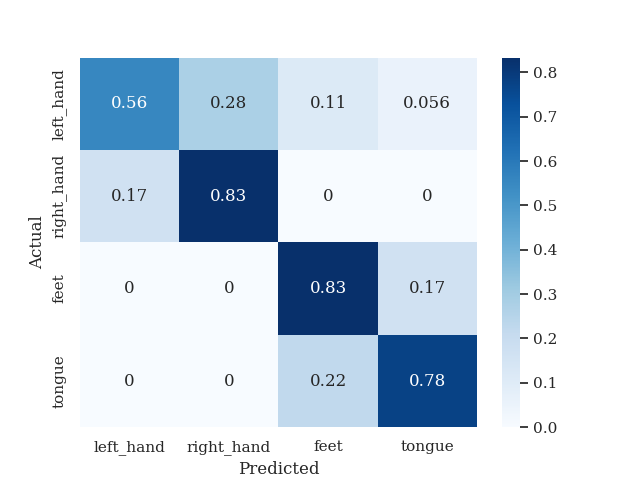 left_hand 0.56 0.28 0.11 0.056
right_hand 0.17 0.83 0 0
feet 0 0 0.83 0.17
tongue 0 0 0.22 0.78
left_hand right_hand feet tongue
Actual
Predicted
0.8
0.7
0.6
0.5
0.4
0.3
0.2
0.1
0.0